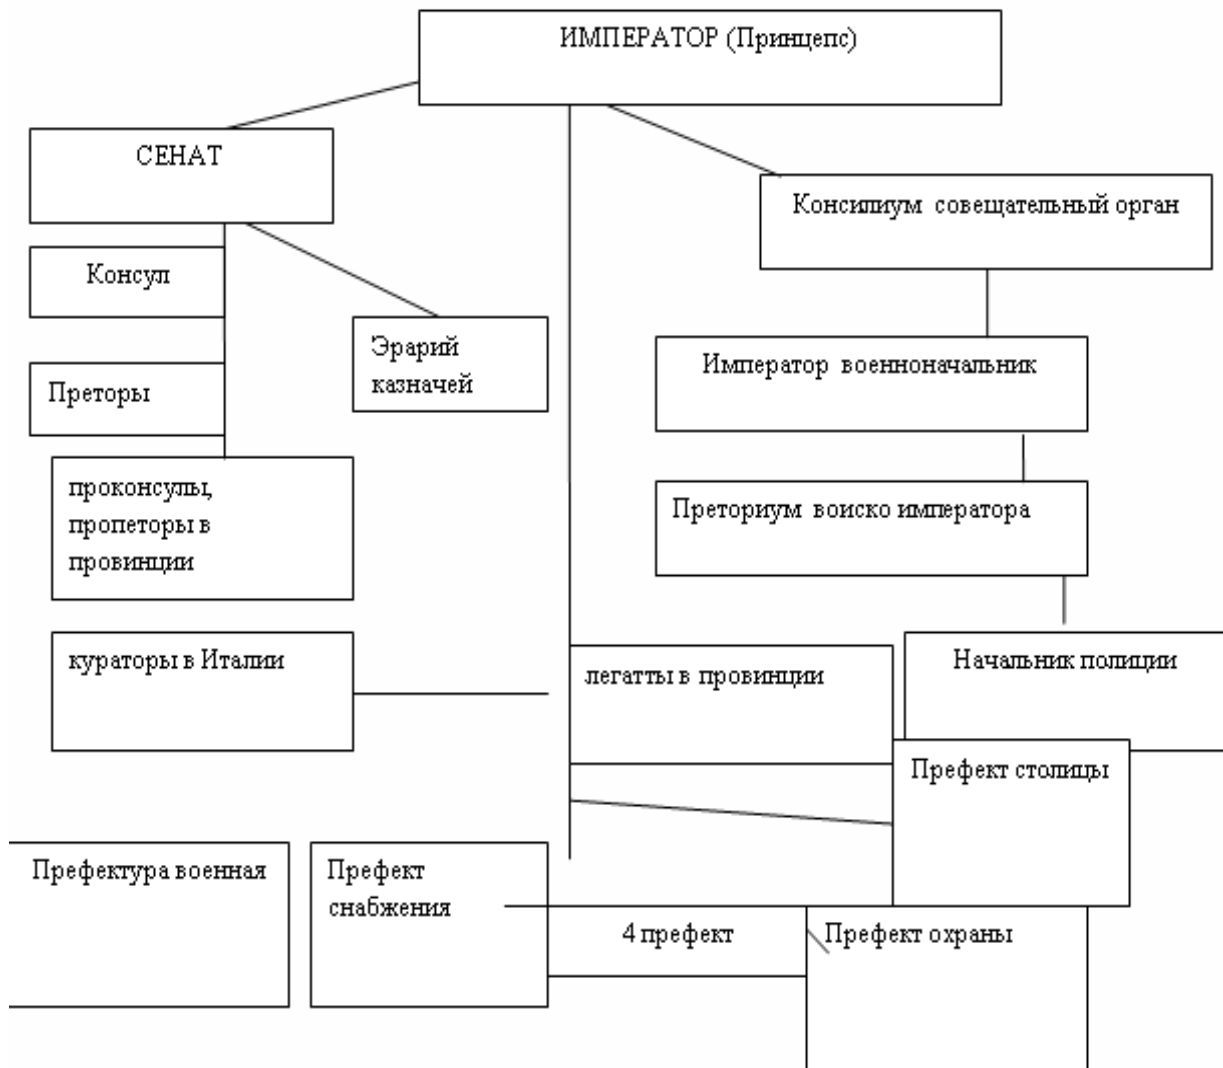 ИМПЕРАТОР (Принцепс)
СЕНАТ
Консилиум совещательный орган
Консул
Эрарий
казначей
Император военноначальник
Преторы
проконсулы,
пропеторы в
провинции
Преториум воиско императора
кураторы в Италии
легатты в провинции
Начальник полиции
Префект столицы
Префектура военная
Префект
снабжения
4 префект
Префект охраны